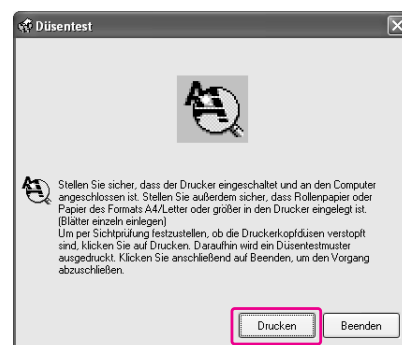 Düsentest
Stellen Sie sicher, dass der Drucker eingeschaltet und an den Computer
angeschlossen ist. Stellen Sie außerdem sicher, dass Rollenpapier oder
Papier des Formats A4/Letter oder größer in den Drucker eingelegt ist.
(Blätter einzeln einlegen)
Um per Sichtprüfung festzustellen, ob die Druckerkopfdüsen verstopft
sind, klicken Sie auf Drucken. Daraufhin wird ein Düsentestmuster
ausgedruckt. Klicken Sie anschließend auf Beenden, um den Vorgang
abzuschließen.
Drucken Beenden